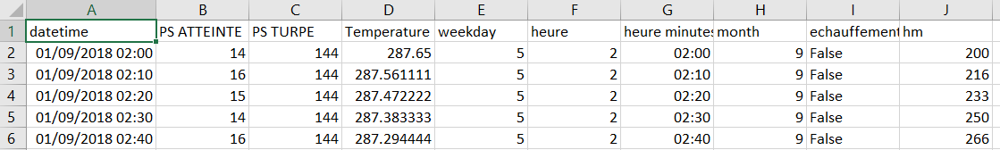 A B C D E F G H I J
1 datetime PS ATTEINTE PS TURPE Temperature weekday heure heure minutes month echauffement hm
2 01/09/2018 02:00 14 144 287.65 5 2 02:00 9 False 200
3 01/09/2018 02:10 16 144 287.561111 5 2 02:10 9 False 216
4 01/09/2018 02:20 15 144 287.472222 5 2 02:20 9 False 233
5 01/09/2018 02:30 14 144 287.383333 5 2 02:30 9 False 250
6 01/09/2018 02:40 16 144 287.294444 5 2 02:40 9 False 266